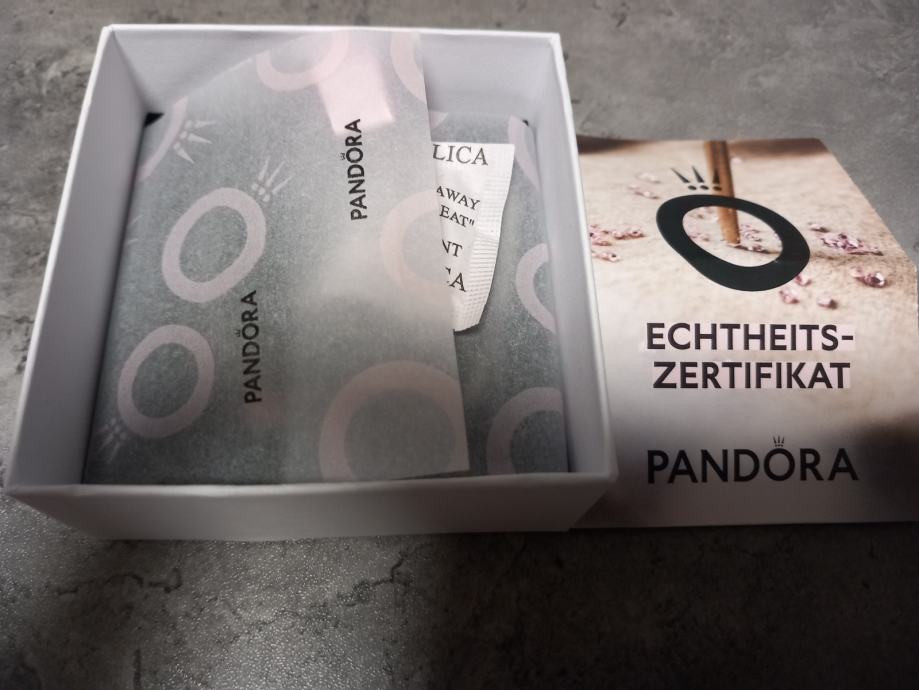 PANDORA
PANDORA
LICA
AWAY
EAT"
NT
CA
ECHTHEITS-
ZERTIFIKAT
PANDORA